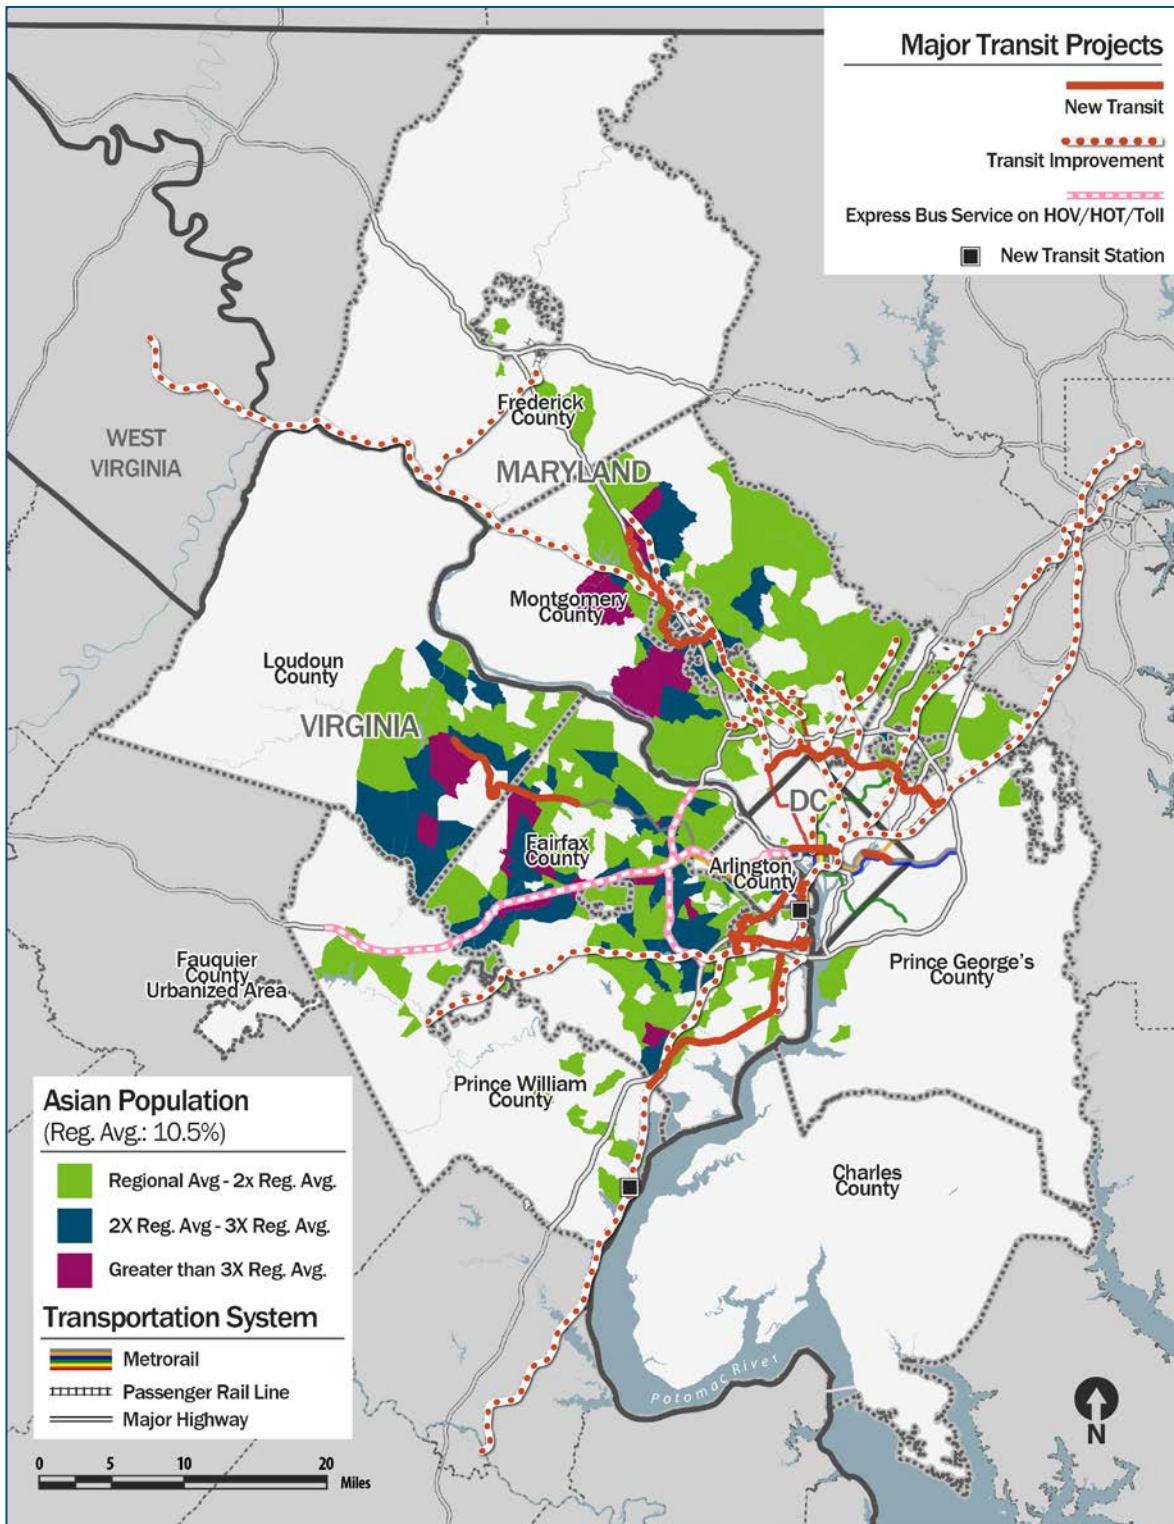 Major Transit Projects
New Transit
Transit Improvement
Express Bus Service on HOV/HOT/Toll
New Transit Station
Frederick
County
WEST
VIRGINIA
MARYLAND
Montgomery
County
Loudoun
County
VIRGINIA
DC
Fairfax
County
Arlington
County
Fauquier
County
Urbanized Area
Prince George's
County
Prince William
County
Charles
County
Potomac River
Asian Population
(Reg. Avg.: 10.5%)
Regional Avg - 2x Reg. Avg.
2X Reg. Avg - 3X Reg. Avg.
Greater than 3X Reg. Avg.
Transportation System
Metrorail
Passenger Rail Line
Major Highway
0 5 10 20
Miles
N